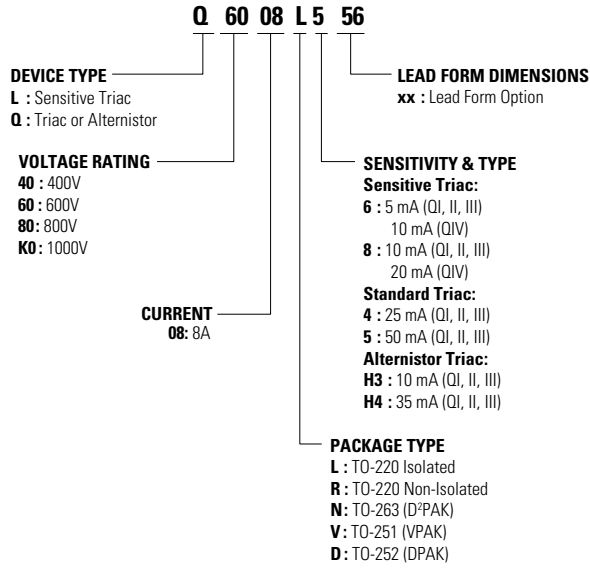 Q 60 08 L 5 56
DEVICE TYPE
L : Sensitive Triac
Q : Triac or Alternistor
VOLTAGE RATING
40 : 400V
60 : 600V
80: 800V
K0: 1000V
CURRENT
08: 8A
LEAD FORM DIMENSIONS
xx : Lead Form Option
SENSITIVITY & TYPE
Sensitive Triac:
6 : 5 mA (QI, II, III)
10 mA (QIV)
8 : 10 mA (QI, II, III)
20 mA (QIV)
Standard Triac:
4 : 25 mA (QI, II, III)
5 : 50 mA (QI, II, III)
Alternistor Triac:
H3 : 10 mA (QI, II, III)
H4 : 35 mA (QI, II, III)
PACKAGE TYPE
L : TO-220 Isolated
R : TO-220 Non-Isolated
N: TO-263 (D²PAK)
V: TO-251 (VPAK)
D: TO-252 (DPAK)